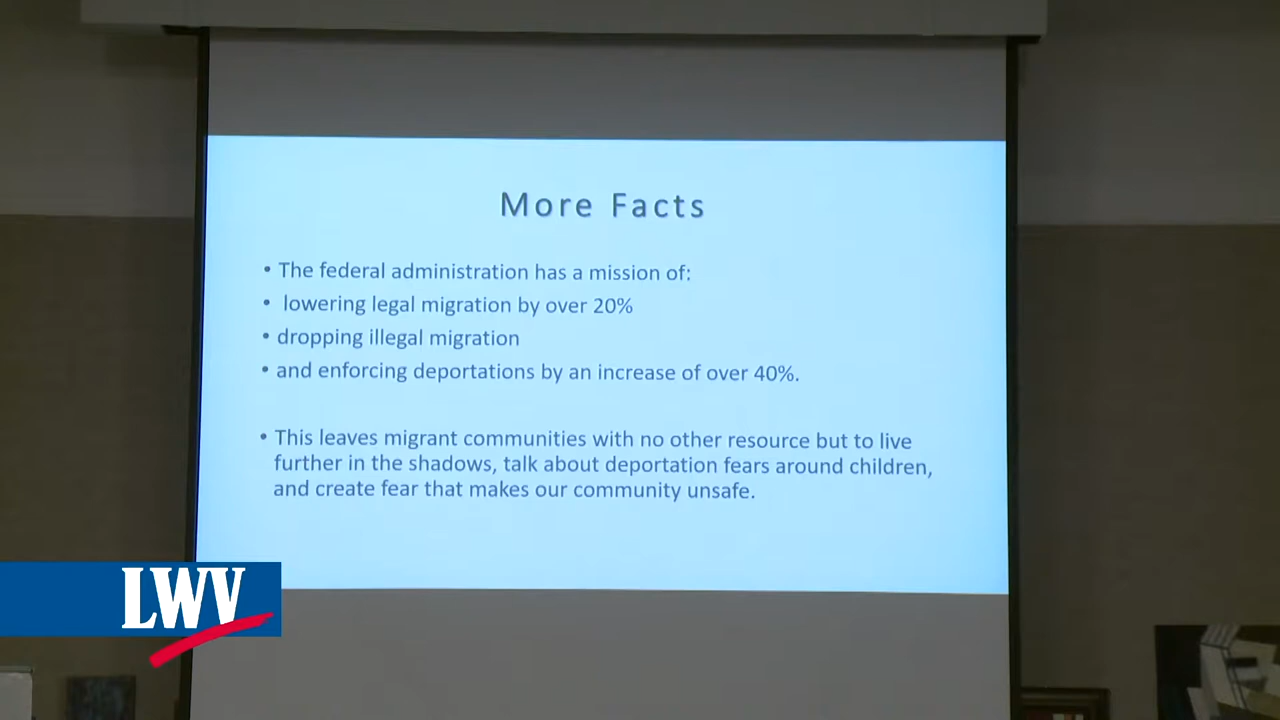 More Facts
• The federal administration has a mission of:
• lowering legal migration by over 20%
• dropping illegal migration
• and enforcing deportations by an increase of over 40%.
• This leaves migrant communities with no other resource but to live
further in the shadows, talk about deportation fears around children,
and create fear that makes our community unsafe.
LWV